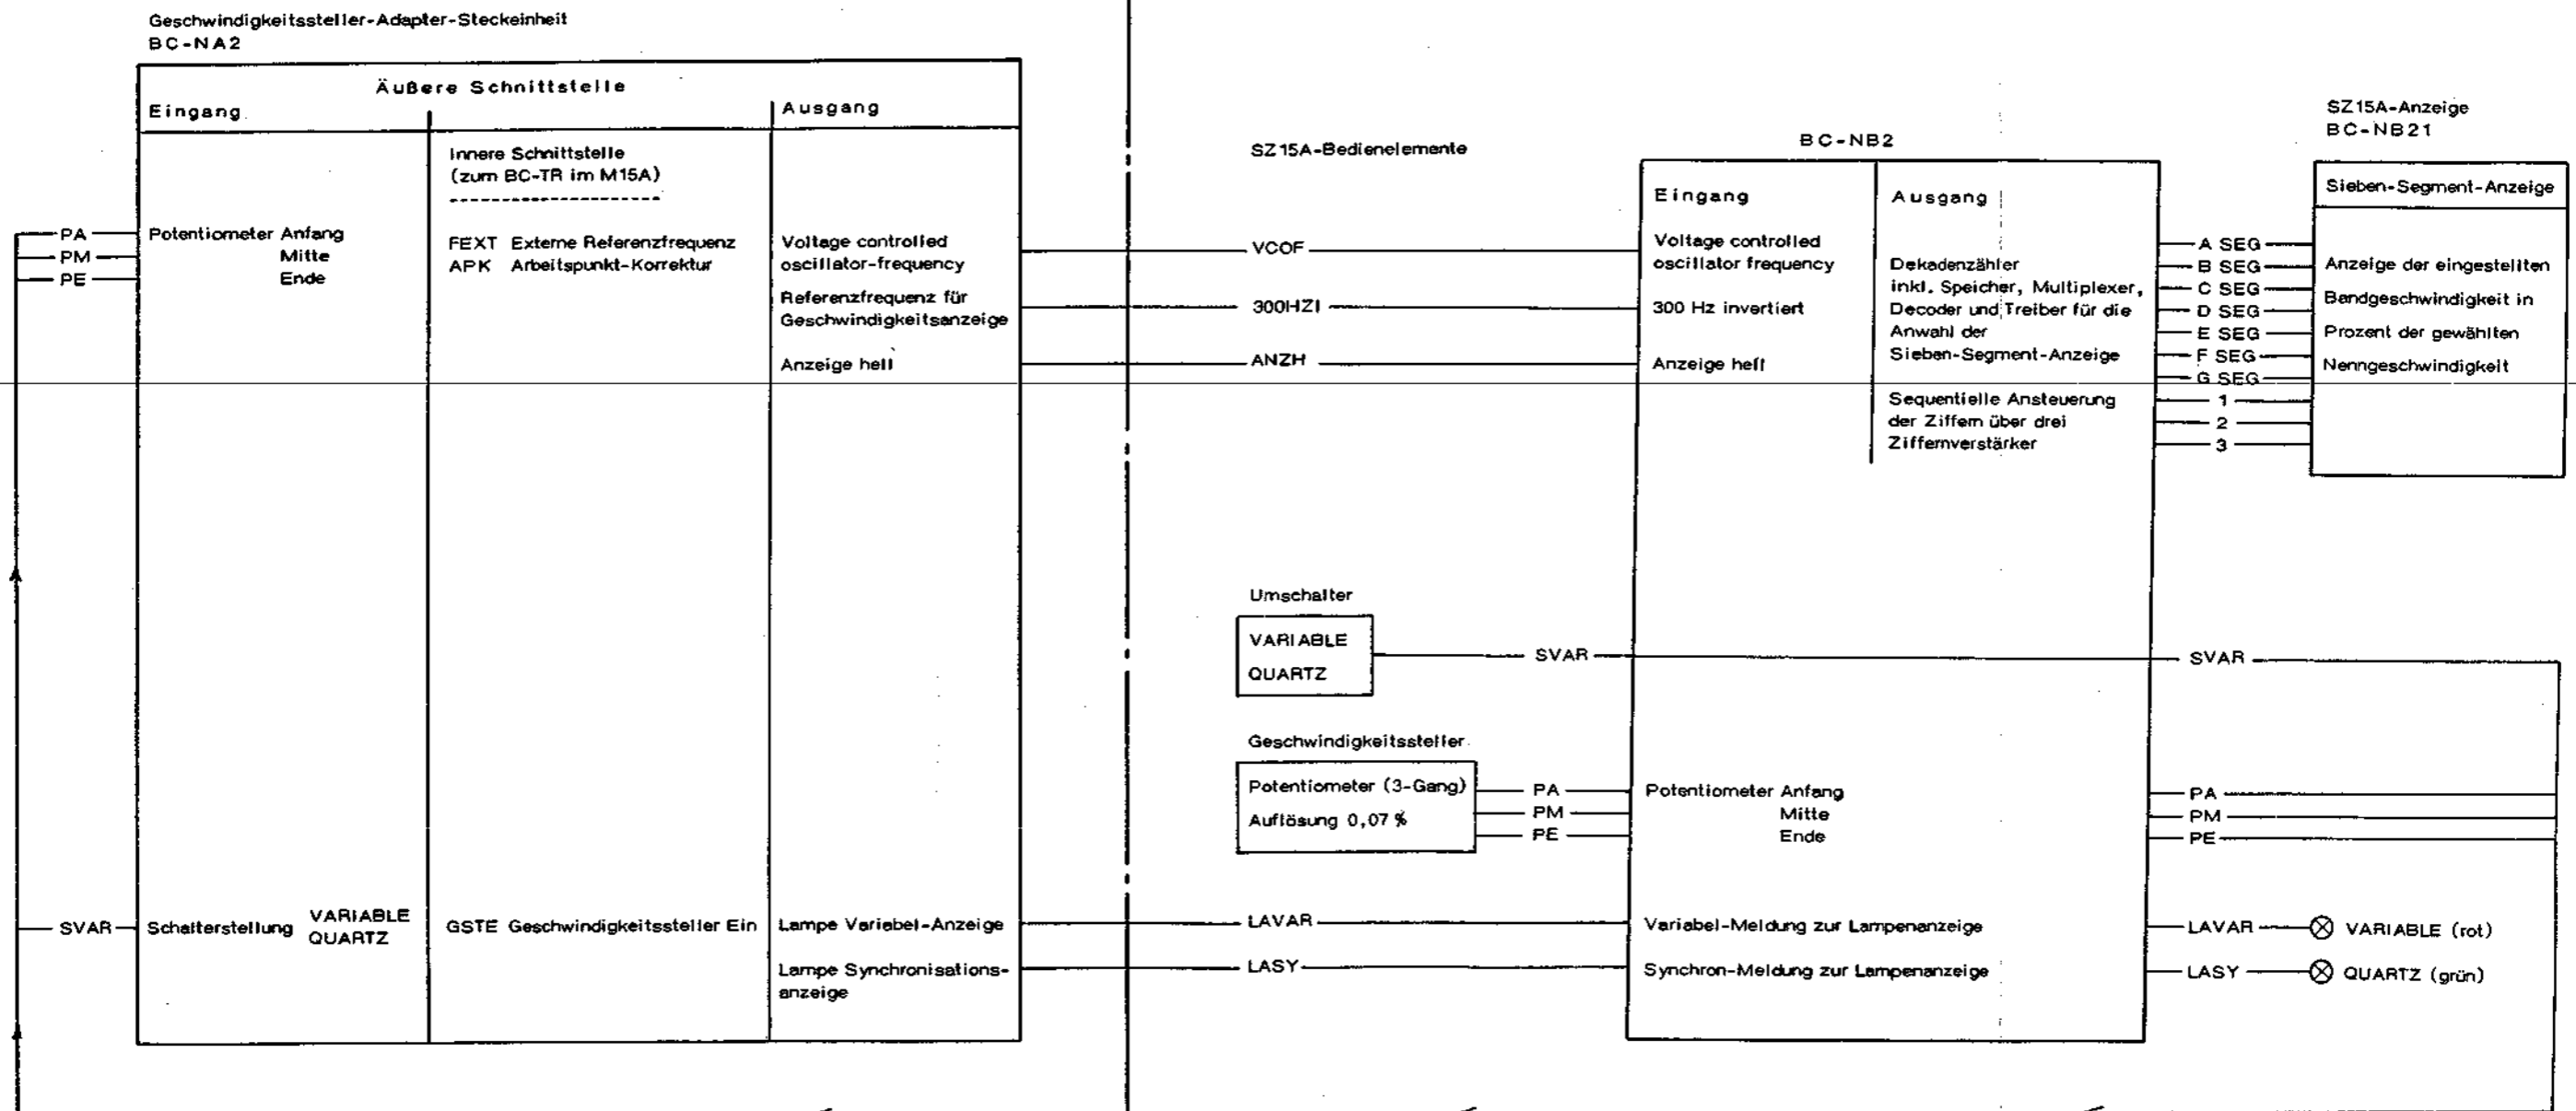 Geschwindigkeitssteller-Adapter-Steckeinheit
BC-NA2
Äußere Schnittstelle
Eingang
Ausgang
Innere Schnittstelle
(zum BC-TR im M15A)
PA
PM
PE
Potentiometer Anfang
Mitte
Ende
FEXT Externe Referenzfrequenz
APK Arbeitspunkt-Korrektur
Voltage controlled
oscillator-frequency
Referenzfrequenz für
Geschwindigkeitsanzeige
Anzeige hell
SVAR
Schalterstellung
VARIABLE
QUARTZ
GSTE Geschwindigkeitssteller Ein
Lampe Variabel-Anzeige
Lampe Synchronisations-
anzeige
SZ15A-Bedienelemente
VCOF
300HZI
ANZH
Umschalter
VARIABLE
QUARTZ
SVAR
Geschwindigkeitssteller
Potentiometer (3-Gang)
Auflösung 0,07 %
PA
PM
PE
LAVAR
LASY
BC-NB2
Eingang
Ausgang
Voltage controlled
oscillator frequency
300 Hz invertiert
Anzeige hell
Dekadenzähler
inkl. Speicher, Multiplexer,
Decoder und Treiber für die
Anwahl der
Sieben-Segment-Anzeige
Sequentielle Ansteuerung
der Ziffern über drei
Ziffernverstärker
Potentiometer Anfang
Mitte
Ende
Variabel-Meldung zur Lampenanzeige
Synchron-Meldung zur Lampenanzeige
A SEG
B SEG
C SEG
D SEG
E SEG
F SEG
G SEG
1
2
3
SZ15A-Anzeige
BC-NB21
Sieben-Segment-Anzeige
Anzeige der eingestellten
Bandgeschwindigkeit in
Prozent der gewählten
Nenngeschwindigkeit
SVAR
PA
PM
PE
LAVAR
VARIABLE (rot)
LASY
QUARTZ (grün)